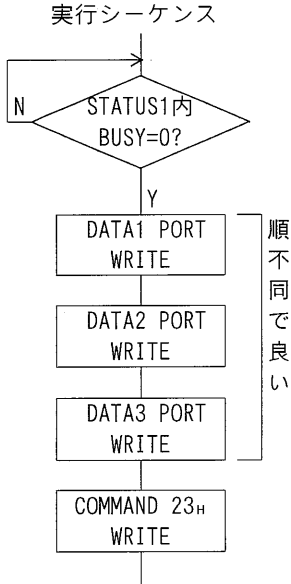 実行シーケンス
N
STATUS1内
BUSY=0?
Y
DATA1 PORT
WRITE
DATA2 PORT
WRITE
DATA3 PORT
WRITE
順不同で良い
COMMAND 23H
WRITE